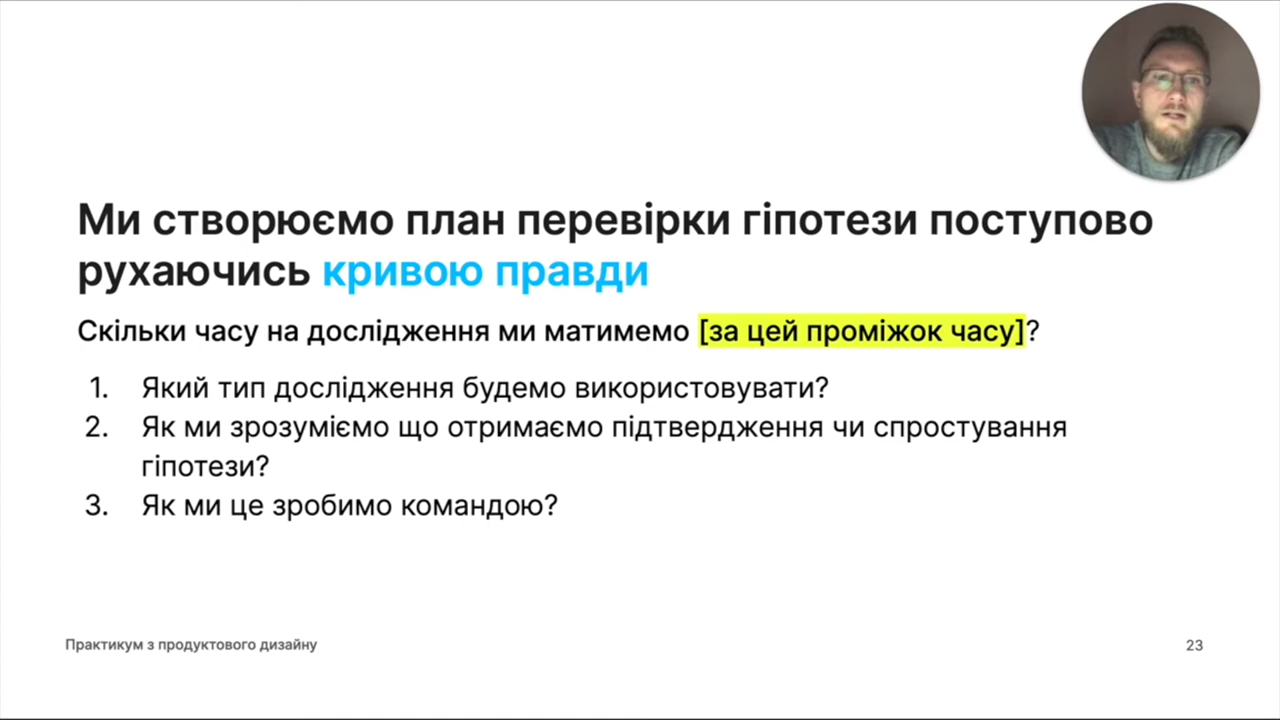 Ми створюємо план перевірки гіпотези поступово
рухаючись кривою правди
Скільки часу на дослідження ми матимемо [за цей проміжок часу]?
1. Який тип дослідження будемо використовувати?
2. Як ми зрозуміємо що отримаємо підтвердження чи спростування
гіпотези?
3. Як ми це зробимо командою?
Практикум з продуктового дизайну
23